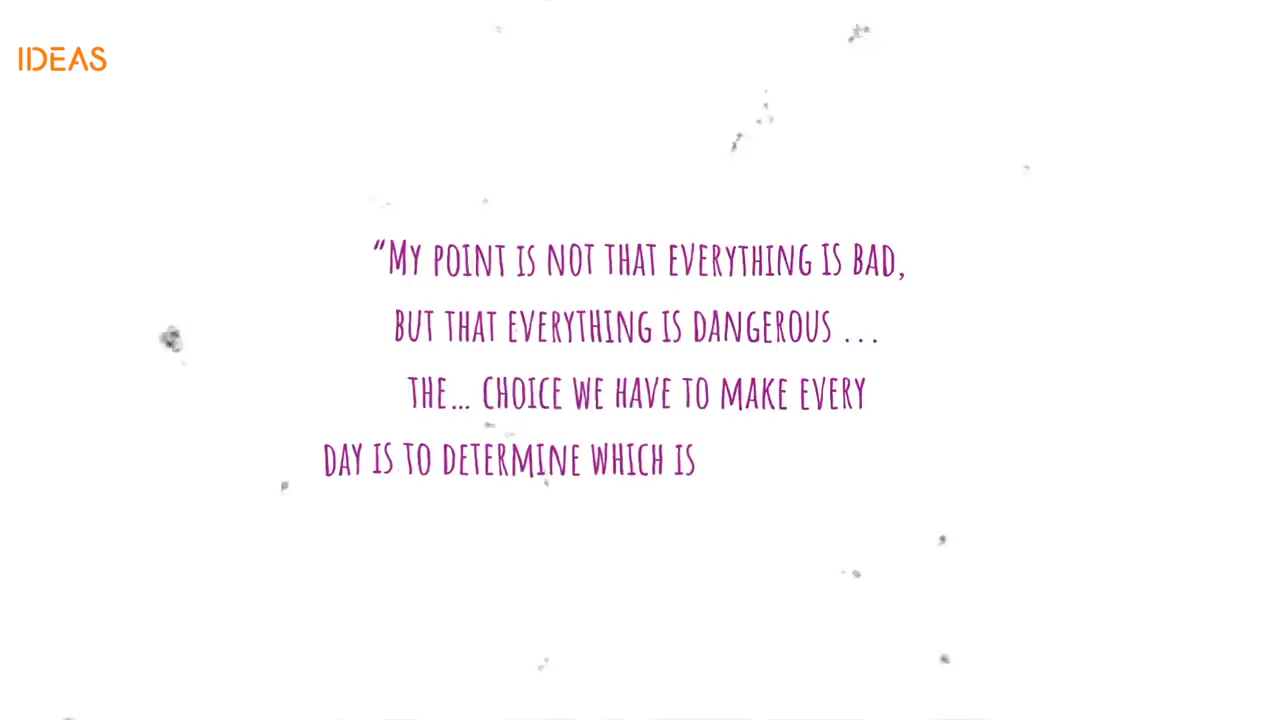 IDEAS
“My point is not that everything is bad,
but that everything is dangerous ...
the... choice we have to make every
day is to determine which is